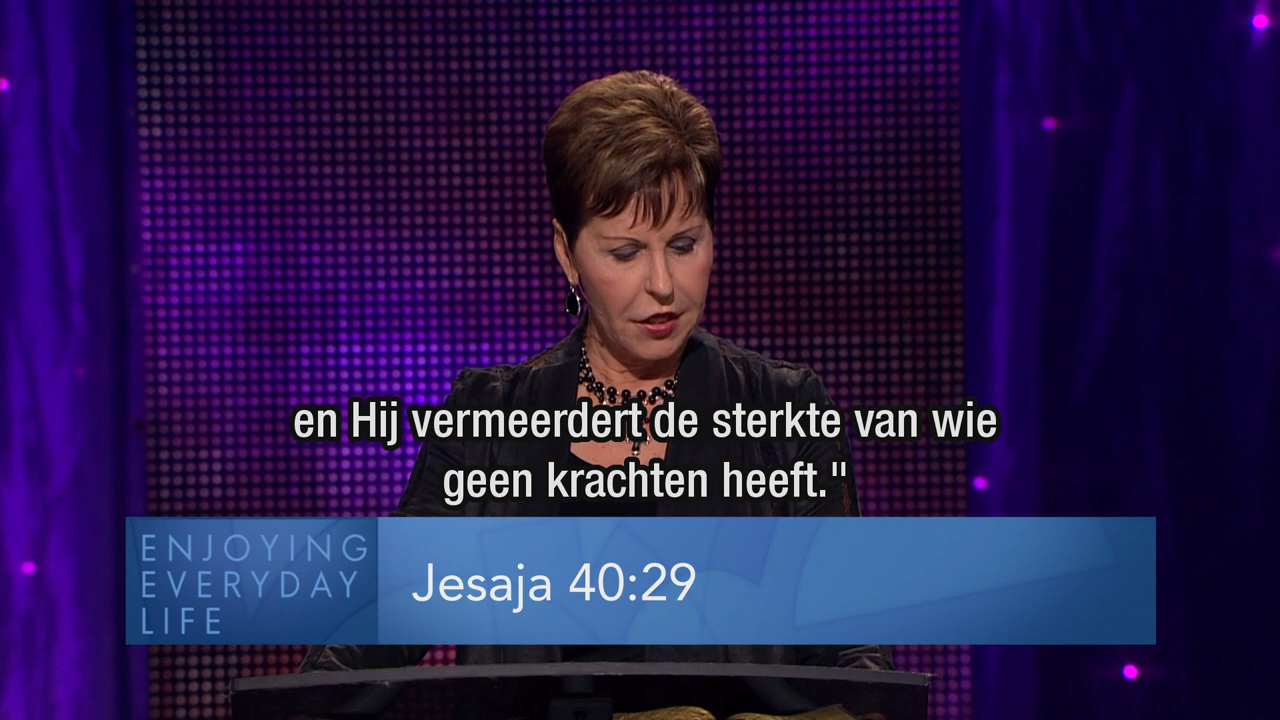 en Hij vermeerdert de sterkte van wie
geen krachten heeft."
ENJOYING
EVERYDAY
LIFE
Jesaja 40:29